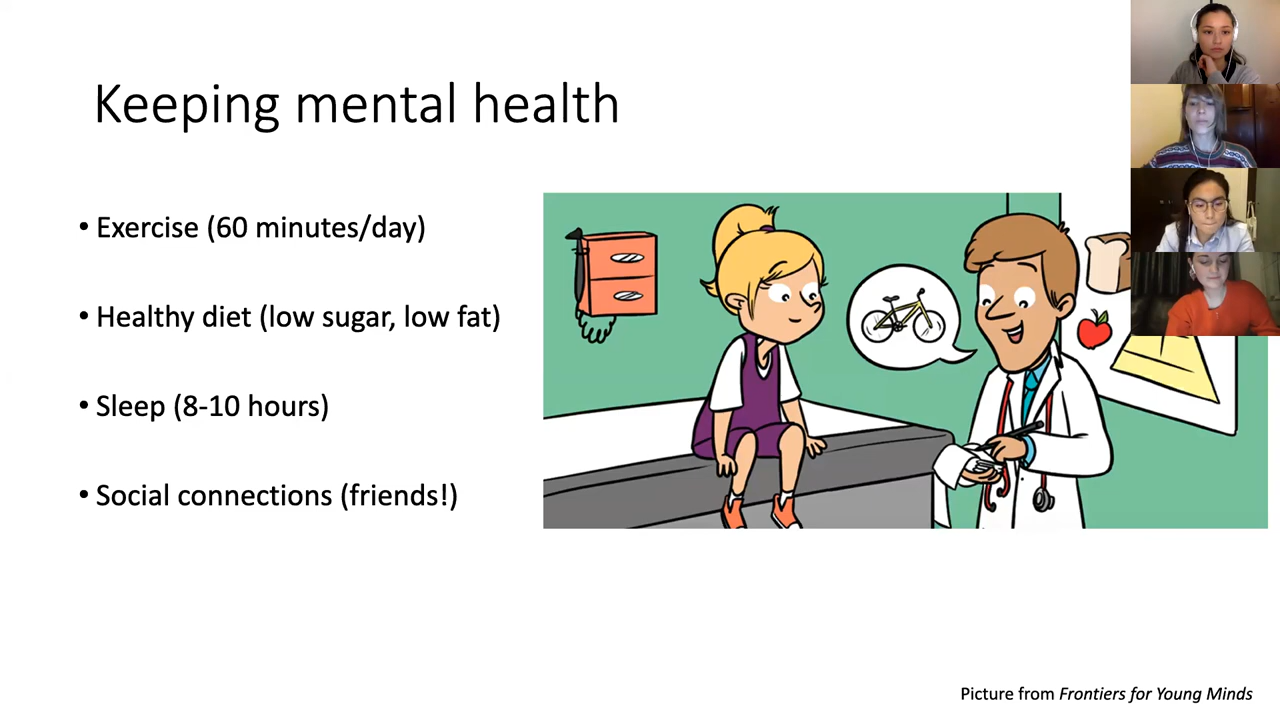 Keeping mental health
• Exercise (60 minutes/day)
• Healthy diet (low sugar, low fat)
• Sleep (8-10 hours)
• Social connections (friends!)
Picture from Frontiers for Young Minds